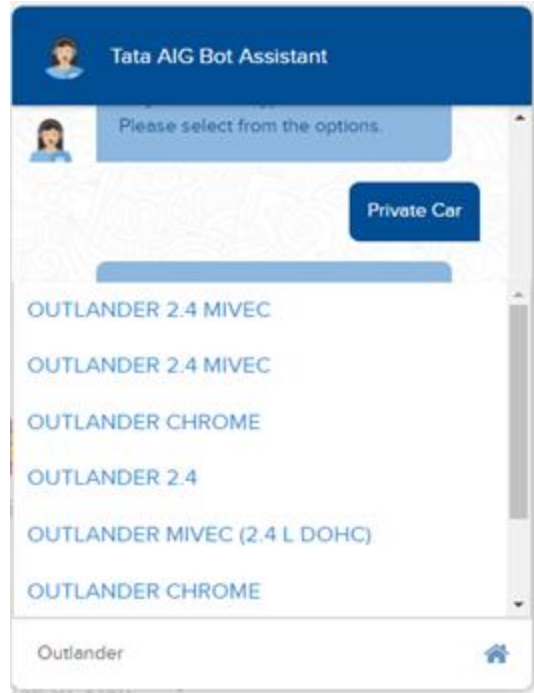 Tata AIG Bot Assistant
Please select from the options.
Private Car
OUTLANDER 2.4 MIVEC
OUTLANDER 2.4 MIVEC
OUTLANDER CHROME
OUTLANDER 2.4
OUTLANDER MIVEC (2.4 L DOHC)
OUTLANDER CHROME
Outlander